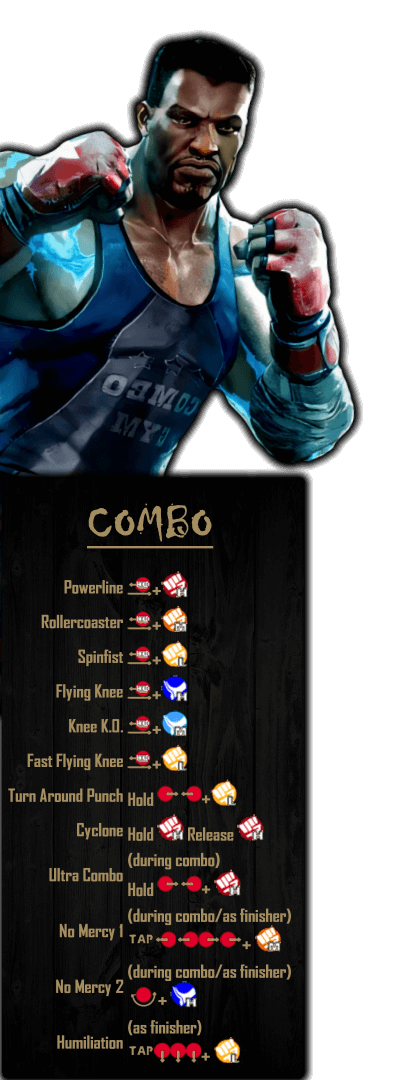 COMBO
GYM
COMBO
Powerline + H
Rollercoaster + M
Spinfist + L
Flying Knee + H
Knee K.O. + M
Fast Flying Knee + L
Turn Around Punch Hold + L
Cyclone Hold H Release H
(during combo)
Ultra Combo Hold + H
(during combo/as finisher)
No Mercy 1 TAP + M
(during combo/as finisher)
No Mercy 2 + H
(as finisher)
Humiliation TAP + L